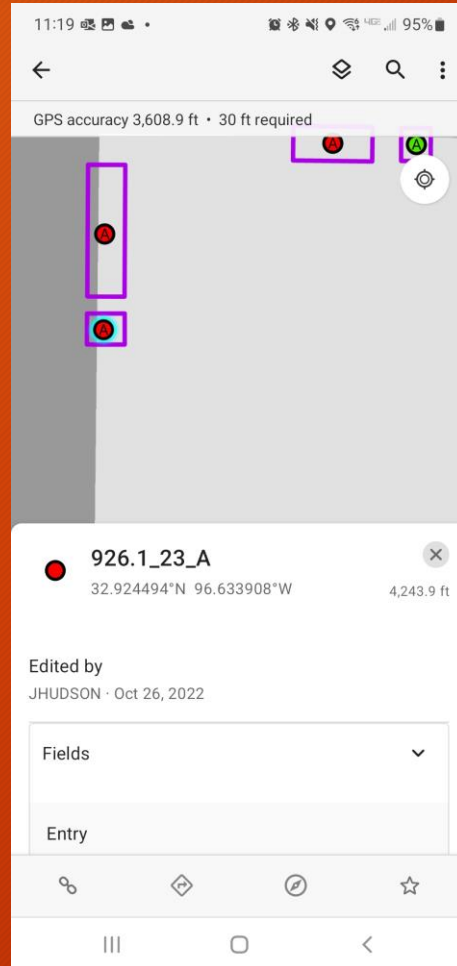 11:19
4GE
95%
GPS accuracy 3,608.9 ft • 30 ft required
A
A
A
A
926.1_23_A
32.924494°N 96.633908°W
4,243.9 ft
Edited by
JHUDSON · Oct 26, 2022
Fields
Entry